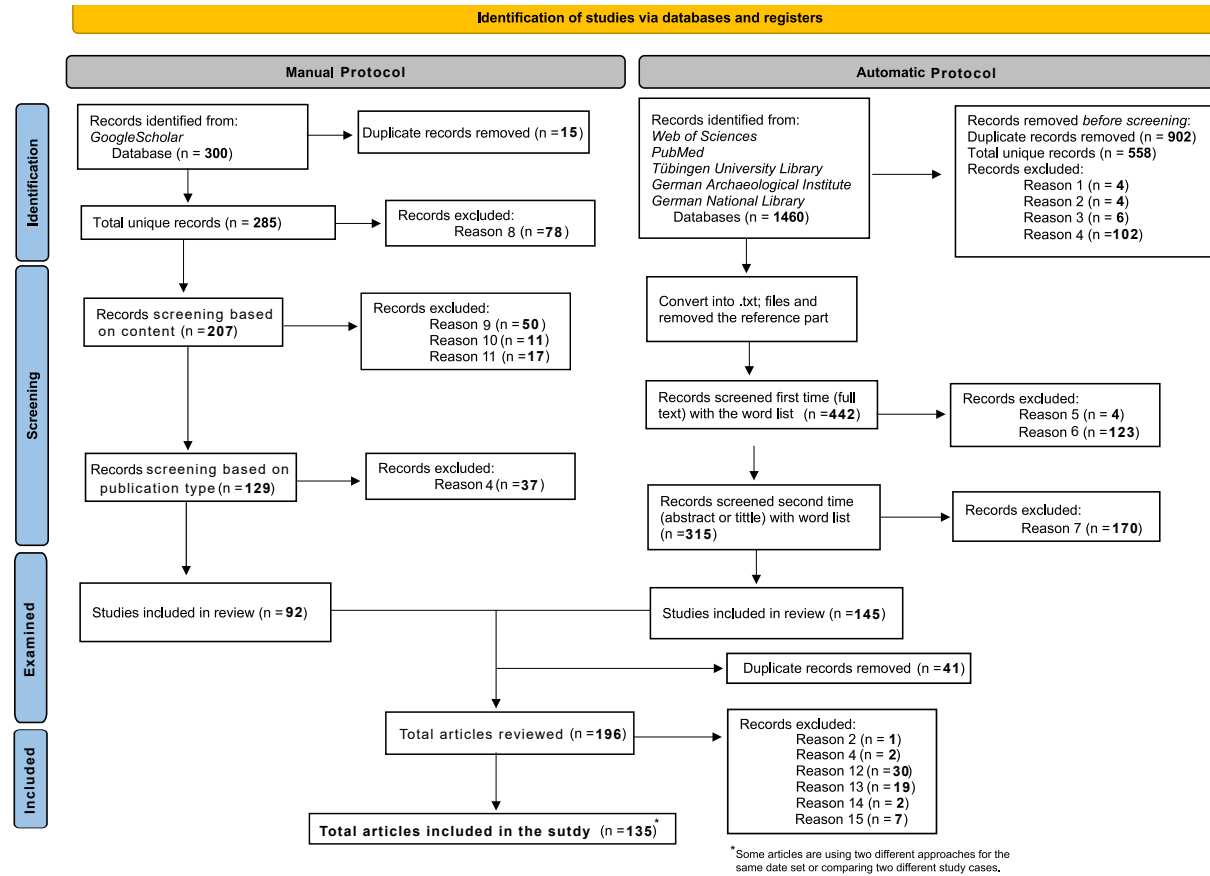 Identification of studies via databases and registers
Manual Protocol
Automatic Protocol
Identification
Screening
Examined
Included
Records identified from:
GoogleScholar
Database (n = 300)
Duplicate records removed (n = 15)
Total unique records (n = 285)
Records excluded:
Reason 8 (n =78)
Records screening based on
content (n =207)
Records excluded:
Reason 9 (n = 50)
Reason 10 (n = 11)
Reason 11 (n = 17)
Records screening based on
publication type (n =129)
Records excluded:
Reason 4 (n = 37)
Studies included in review (n = 92)
Records identified from:
Web of Sciences
PubMed
Tübingen University Library
German Archaeological Institute
German National Library
Databases (n = 1460)
Records removed before screening:
Duplicate records removed (n = 902)
Total unique records (n = 558)
Records excluded:
Reason 1 (n = 4)
Reason 2 (n = 4)
Reason 3 (n = 6)
Reason 4 (n =102)
Convert into .txt; files and
removed the reference part
Records screened first time (full
text) with the word list (n =442)
Records excluded:
Reason 5 (n = 4)
Reason 6 (n =123)
Records screened second time
(abstract or tittle) with word list
(n =315)
Records excluded:
Reason 7 (n =170)
Studies included in review (n =145)
Duplicate records removed (n =41)
Total articles reviewed (n =196)
Records excluded:
Reason 2 (n = 1)
Reason 4 (n = 2)
Reason 12 (n = 30)
Reason 13 (n = 19)
Reason 14 (n = 2)
Reason 15 (n = 7)
Total articles included in the sutdy (n =135)*
*Some articles are using two different approaches for the
same date set or comparing two different study cases.